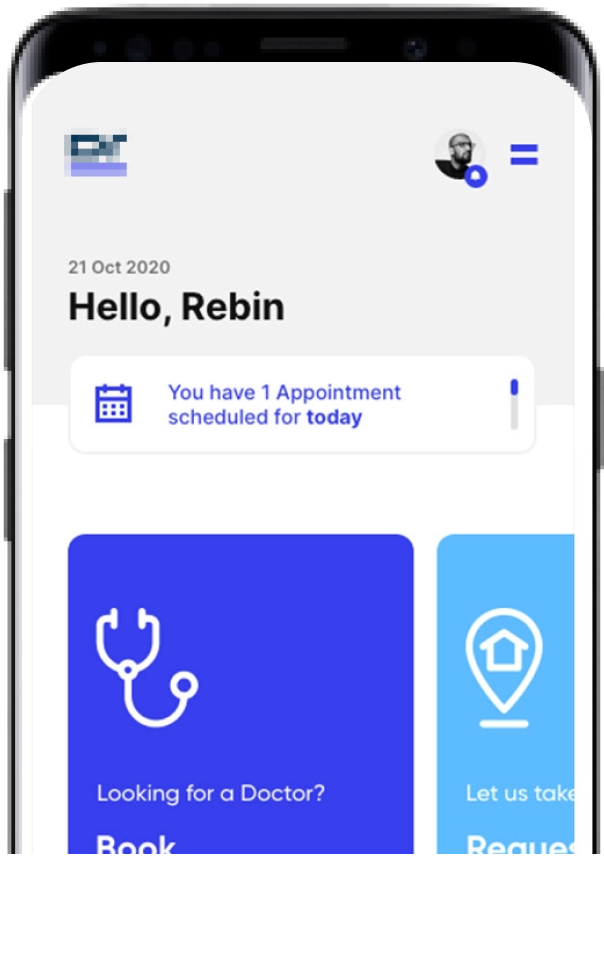 21 Oct 2020
Hello, Rebin
You have 1 Appointment
scheduled for today
Looking for a Doctor?
Let us take
Book
Reques